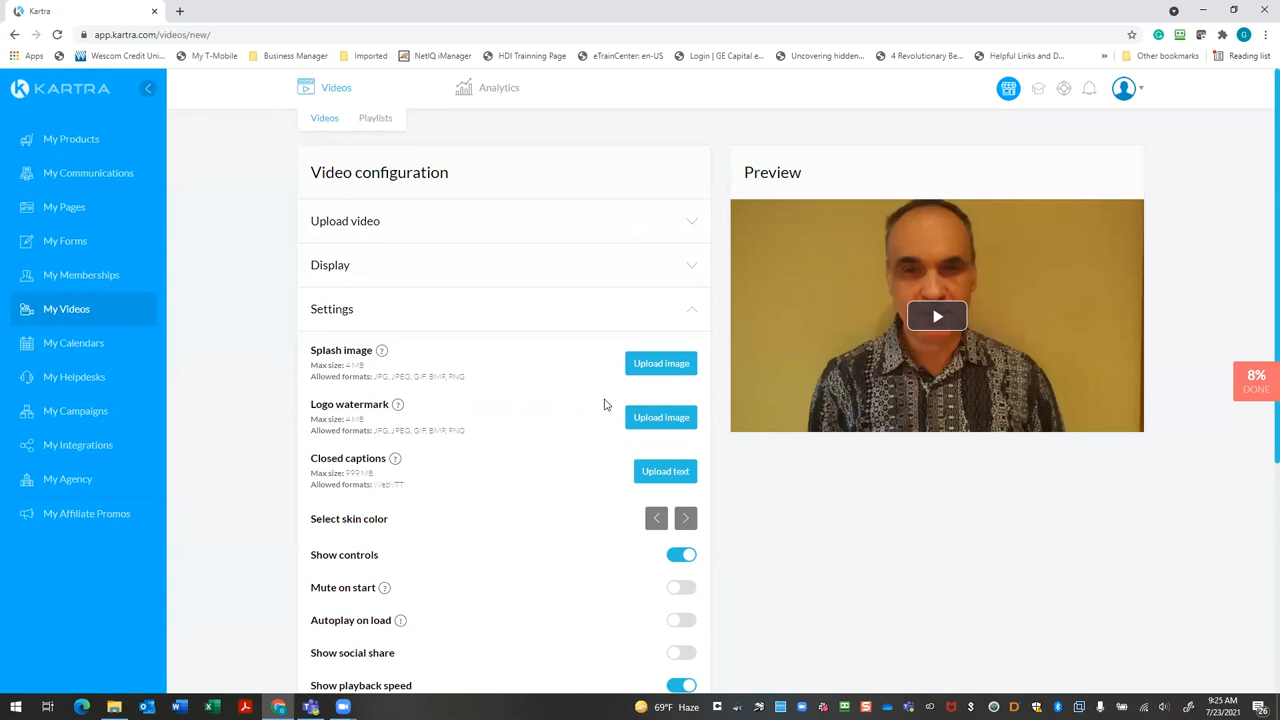 Kartra
app.kartra.com/videos/new/
G
Apps
Wescom Credit Uni...
My T-Mobile
Business Manager
Imported
NetIQ iManager
HDI Training Page
eTrainCenter: en-US
Login | GE Capital e...
Uncovering hidden...
4 Revolutionary Be...
Helpful Links and D...
»
Other bookmarks
Reading list
KARTRA
Videos
Analytics
Videos
Playlists
My Products
My Communications
My Pages
My Forms
My Memberships
My Videos
My Calendars
My Helpdesks
My Campaigns
My Integrations
My Agency
My Affiliate Promos
Video configuration
Upload video
Display
Settings
Splash image ?
Max size: 4 MB
Allowed formats: JPG, JPEG, GIF, BMP, PNG
Upload image
Logo watermark ?
Max size: 4 MB
Allowed formats: JPG, JPEG, GIF, BMP, PNG
Upload image
Closed captions ?
Max size: 999 MB
Allowed formats: WebVTT
Upload text
Select skin color
Show controls
Mute on start ?
Autoplay on load !
Show social share
Show playback speed
Preview
8%
DONE
69°F Haze
9:25 AM
7/23/2021
26